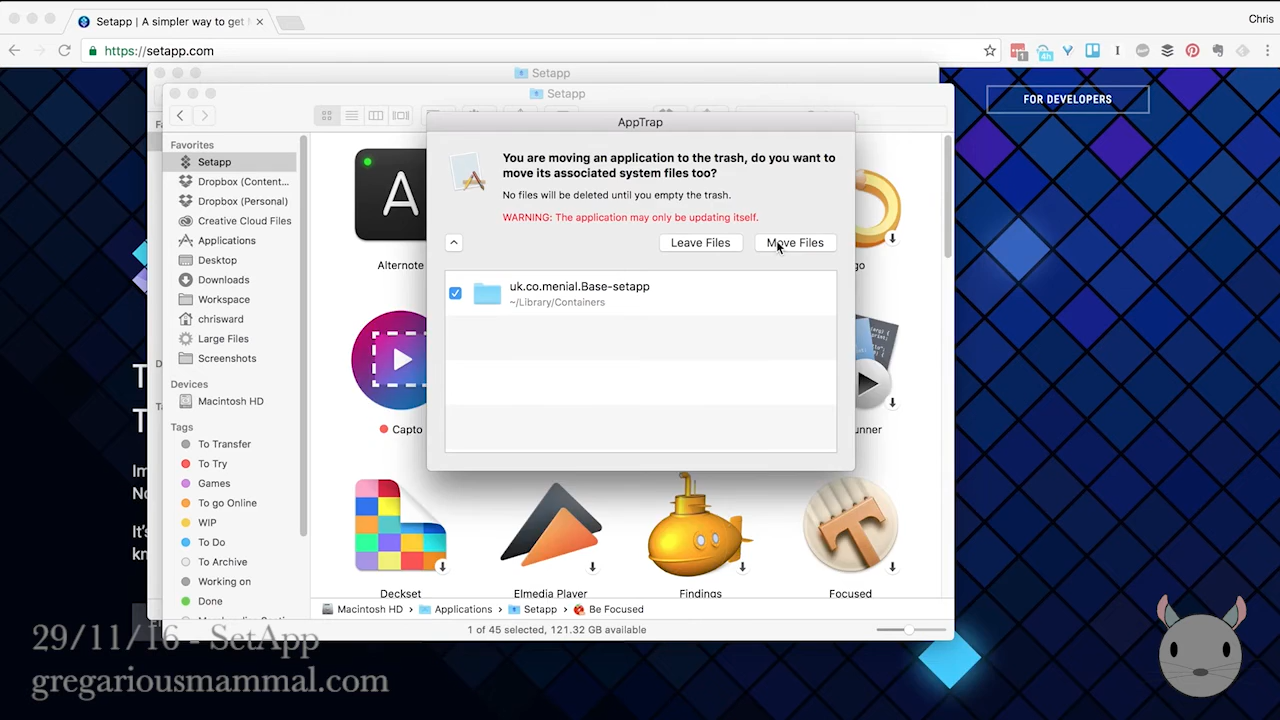 Setapp | A simpler way to get
Chris
https://setapp.com
Setapp
Setapp
FOR DEVELOPERS
AppTrap
You are moving an application to the trash, do you want to
move its associated system files too?
No files will be deleted until you empty the trash.
WARNING: The application may only be updating itself.
Leave Files
Move Files
uk.co.menial.Base-setapp
~/Library/Containers
Favorites
Setapp
Dropbox (Content...
Dropbox (Personal)
Creative Cloud Files
Applications
Desktop
Downloads
Workspace
chrisward
Large Files
Screenshots
Devices
Macintosh HD
Tags
To Transfer
To Try
Games
To go Online
WIP
To Do
To Archive
Working on
Done
Alternote
go
Capto
unner
Deckset
Elmedia Player
Findings
Focused
Macintosh HD
Applications
Setapp
Be Focused
1 of 45 selected, 121.32 GB available
29/11/16 - SetApp
gregariousmammal.com